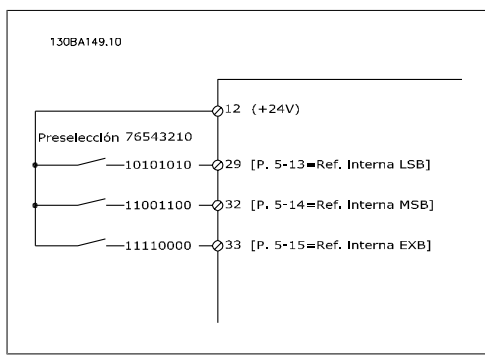 130BA149.10
12 (+24V)
Preselección 76543210
10101010 29 [P. 5-13=Ref. Interna LSB]
11001100 32 [P. 5-14=Ref. Interna MSB]
11110000 33 [P. 5-15=Ref. Interna EXB]